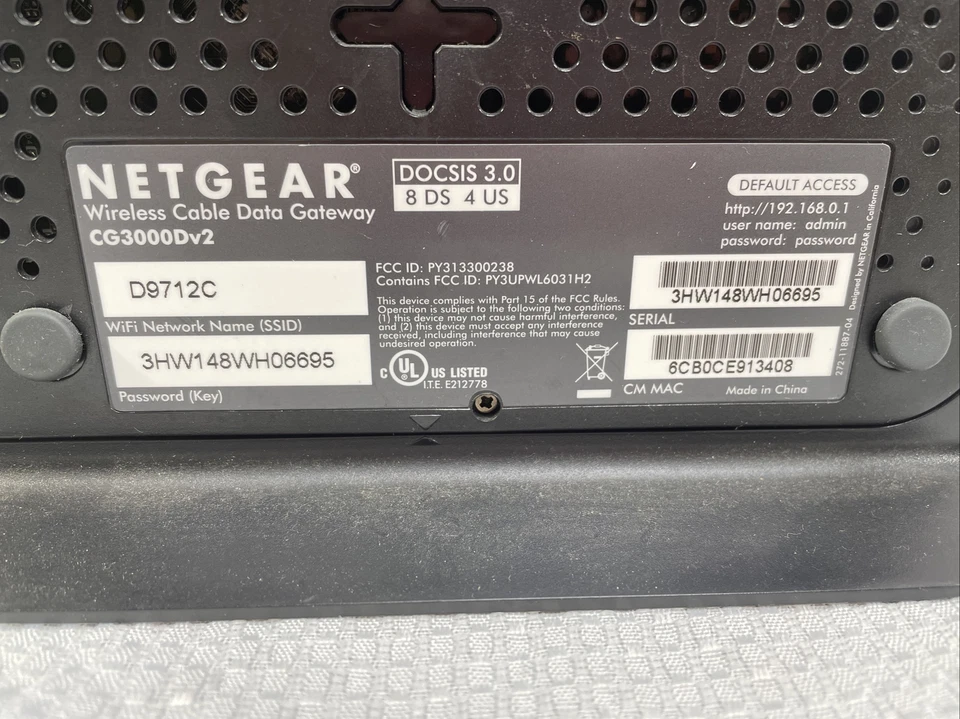 NETGEAR®
Wireless Cable Data Gateway
CG3000Dv2
DOCSIS 3.0
8 DS 4 US
DEFAULT ACCESS
http://192.168.0.1
user name: admin
password: password
D9712C
WiFi Network Name (SSID)
3HW148WH06695
Password (Key)
FCC ID: PY313300238
Contains FCC ID: PY3UPWL6031H2
This device complies with Part 15 of the FCC Rules.
Operation is subject to the following two conditions:
(1) this device may not cause harmful interference,
and (2) this device must accept any interference
received, including interference that may cause
undesired operation.
C UL US LISTED
I.T.E. E212778
3HW148WH06695
SERIAL
6CB0CE913408
CM MAC
Made in China
272-11887-04
Designed by NETGEAR in California